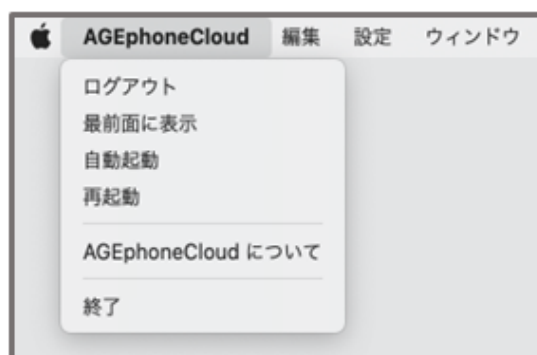 AGEphoneCloud 編集 設定 ウィンドウ
ログアウト
最前面に表示
自動起動
再起動
AGEphoneCloud について
終了